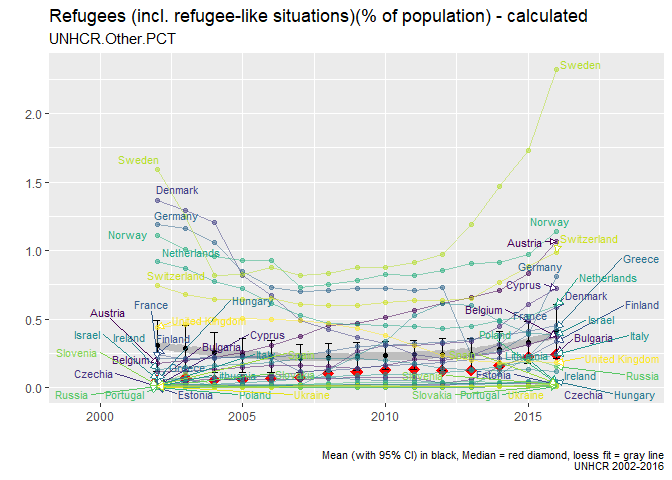 Refugees (incl. refugee-like situations)(% of population) - calculated
UNHCR.Other.PCT
Sweden
2.0
Sweden
1.5
Denmark
Germany
Norway
Norway
Austria
Switzerland
1.0
Netherlands
Greece
Switzerland
Germany
Netherlands
Cyprus
France
Hungary
Denmark
Finland
Austria
Belgium
0.5
United Kingdom
France
Israel
Israel
Ireland
Finland
Cyprus
Poland
Bulgaria
Italy
Slovenia
Bulgaria
Italy
Lithuania
United Kingdom
Belgium
Greece
Czechia
Lithuania
Estonia
Ireland
Russia
0.0
Russia
Portugal
Estonia
Poland
Ukraine
Slovakia
Portugal
Ukraine
Czechia
Hungary
2000
2005
2010
2015
Mean (with 95% CI) in black, Median = red diamond, loess fit = gray line
UNHCR 2002-2016